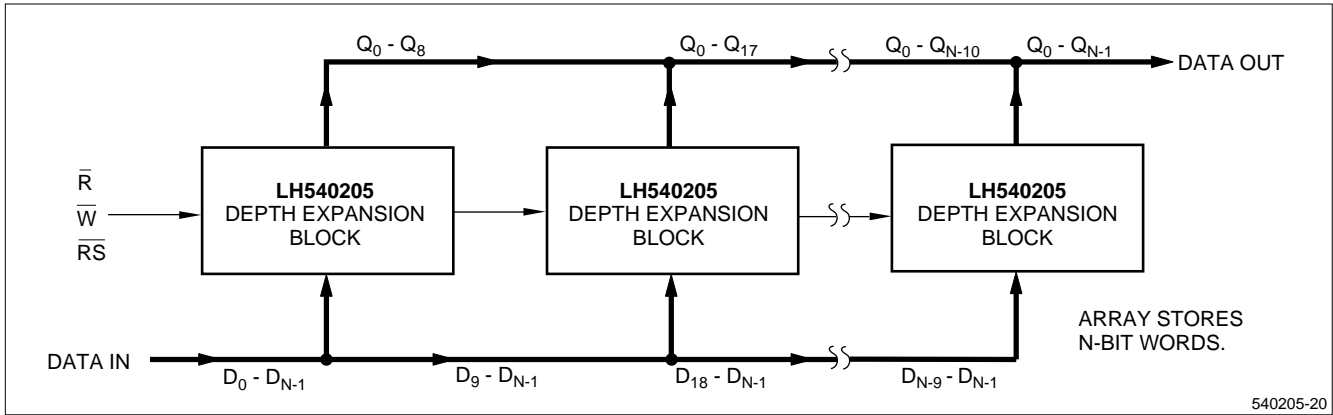 Q0 - Q8
Q0 - Q17
Q0 - QN-10
Q0 - QN-1
DATA OUT
R̅
W̅
R̅S̅
LH540205
DEPTH EXPANSION
BLOCK
LH540205
DEPTH EXPANSION
BLOCK
LH540205
DEPTH EXPANSION
BLOCK
ARRAY STORES
N-BIT WORDS.
DATA IN
D0 - DN-1
D9 - DN-1
D18 - DN-1
DN-9 - DN-1
540205-20